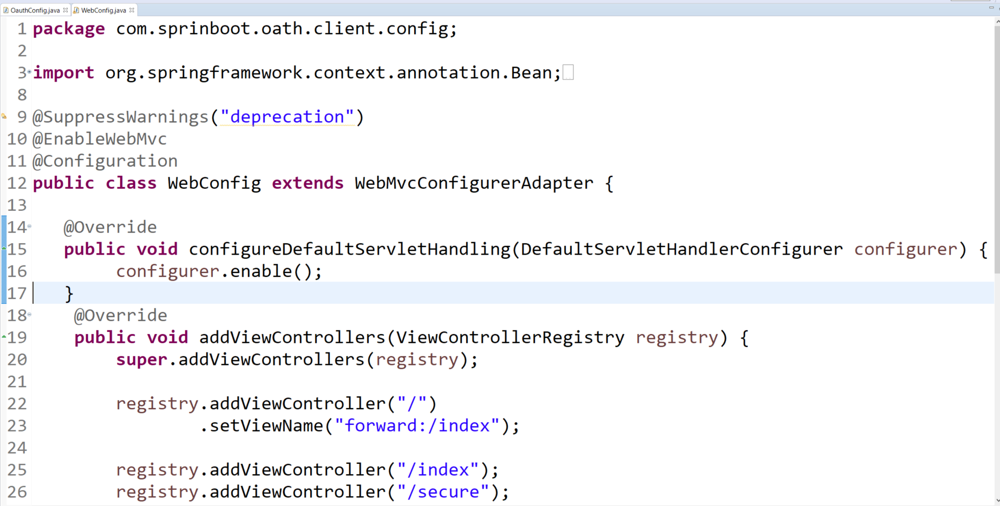 OauthConfig.java WebConfig.java
1 package com.sprinboot.oath.client.config;
2
3 import org.springframework.context.annotation.Bean;
8
9 @SuppressWarnings("deprecation")
10 @EnableWebMvc
11 @Configuration
12 public class WebConfig extends WebMvcConfigurerAdapter {
13
14 @Override
15 public void configureDefaultServletHandling(DefaultServletHandlerConfigurer configurer) {
16 configurer.enable();
17 }
18 @Override
19 public void addViewControllers(ViewControllerRegistry registry) {
20 super.addViewControllers(registry);
21
22 registry.addViewController("/")
23 .setViewName("forward:/index");
24
25 registry.addViewController("/index");
26 registry.addViewController("/secure");